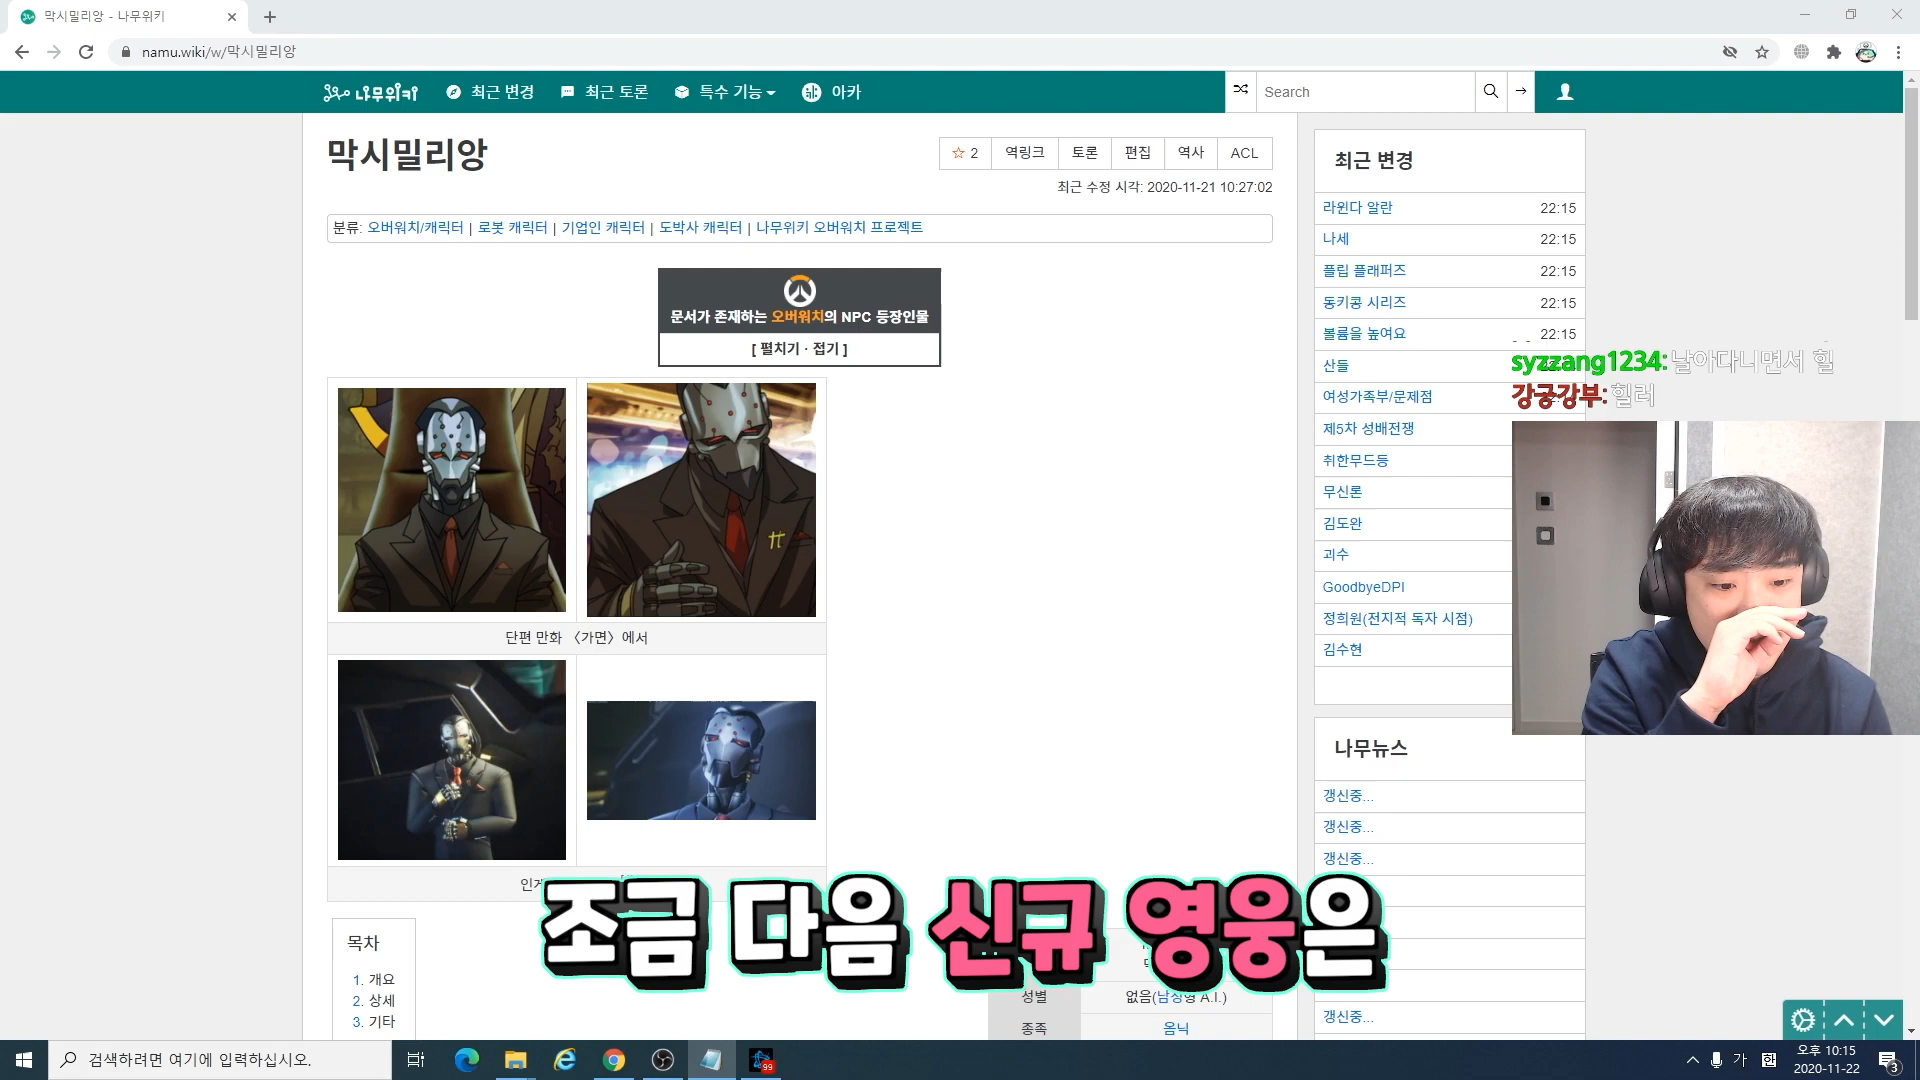 막시밀리앙 - 나무위키
namu.wiki/w/막시밀리앙
나무위키
최근 변경
최근 토론
특수 기능
아카
Search
막시밀리앙
2
역링크
토론
편집
역사
ACL
최근 수정 시각: 2020-11-21 10:27:02
분류: 오버워치/캐릭터 | 로봇 캐릭터 | 기업인 캐릭터 | 도박사 캐릭터 | 나무위키 오버워치 프로젝트
문서가 존재하는 오버워치의 NPC 등장인물
[ 펼치기 · 접기 ]
단편 만화 〈가면〉에서
목차
1. 개요
2. 상세
3. 기타
성별
없음(남성형 A.I.)
종족
옴닉
최근 변경
라윈다 알란 22:15
나세 22:15
플립 플래퍼즈 22:15
동키콩 시리즈 22:15
볼륨을 높여요 22:15
산들
여성가족부/문제점
제5차 성배전쟁
취한무드등
무신론
김도완
괴수
GoodbyeDPI
정희원(전지적 독자 시점)
김수현
나무뉴스
갱신중...
갱신중...
갱신중...
갱신중...
syzzang1234: 날아다니면서 힐
강궁강부: 힐러
조금 다음 신규 영웅은
검색하려면 여기에 입력하십시오.
99
가
오후 10:15
2020-11-22
3